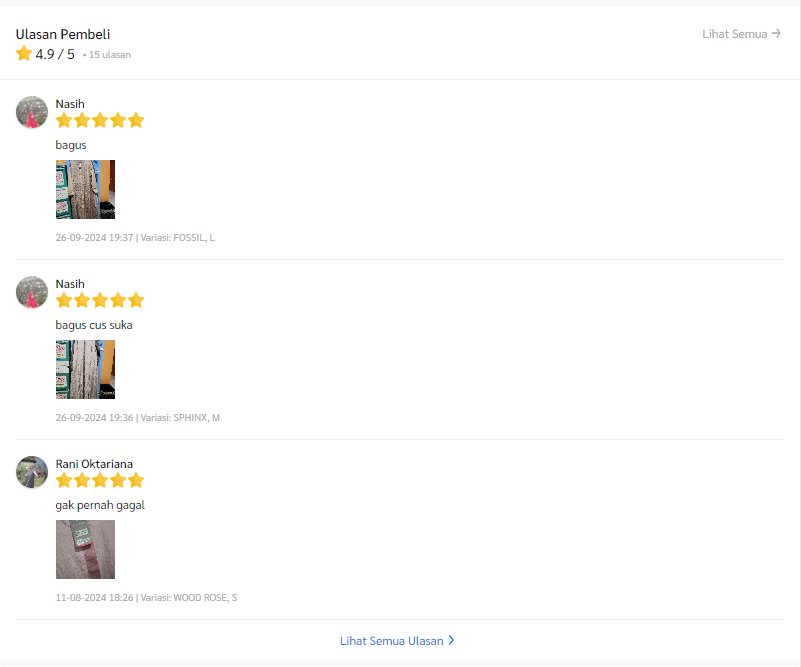 Ulasan Pembeli
Lihat Semua →
4.9 / 5 • 15 ulasan
Nasih
bagus
26-09-2024 19:37 | Variasi: FOSSIL, L
Nasih
bagus cus suka
26-09-2024 19:36 | Variasi: SPHINX, M
Rani Oktariana
gak pernah gagal
11-08-2024 18:26 | Variasi: WOOD ROSE, S
Lihat Semua Ulasan >